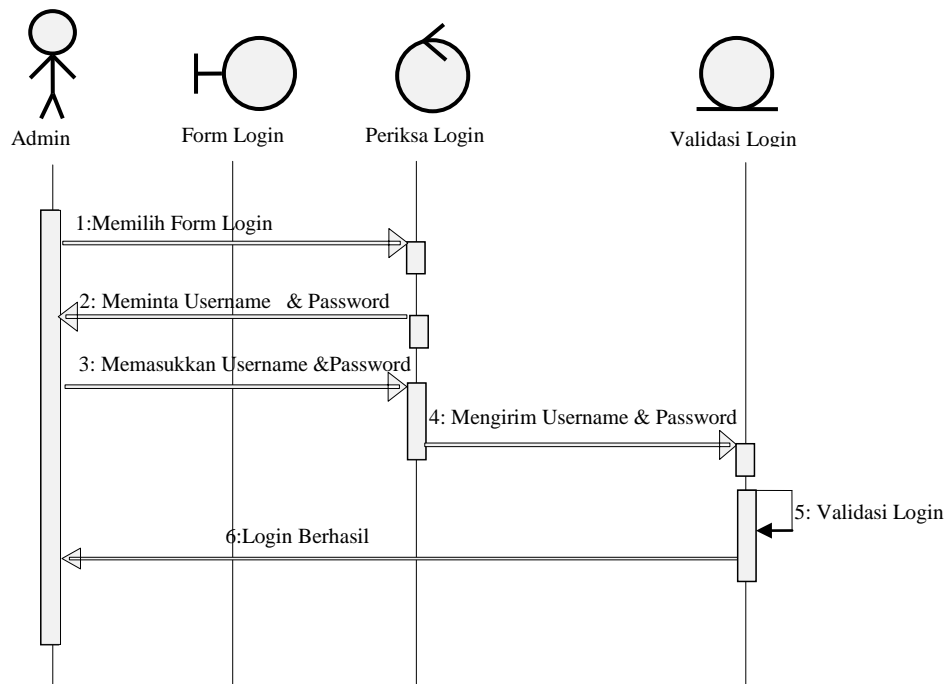 Admin
Form Login
Periksa Login
Validasi Login
1:Memilih Form Login
2: Meminta Username & Password
3: Memasukkan Username &Password
4: Mengirim Username & Password
5: Validasi Login
6:Login Berhasil